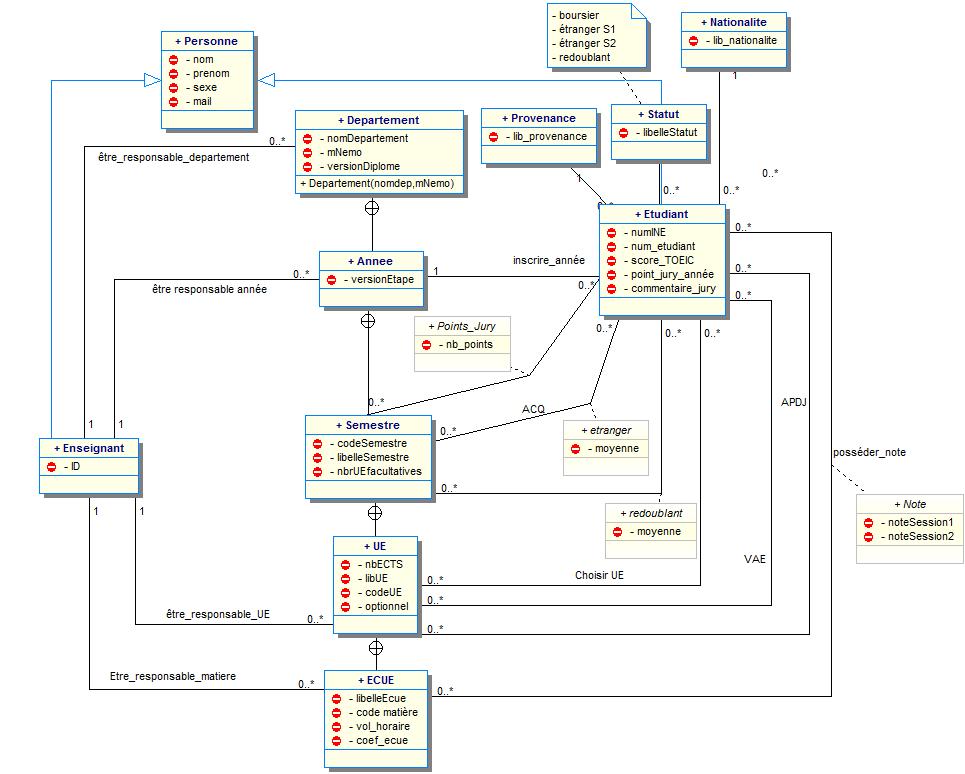 - boursier
- étranger S1
- étranger S2
- redoublant
+ Nationalite
- lib_nationalite
1
+ Personne
- nom
- prenom
- sexe
- mail
+ Departement
- nomDepartement
- mNemo
- versionDiplome
+ Departement(nomdep,mNemo)
+ Provenance
- lib_provenance
1
+ Statut
- libelleStatut
0..*
0..*
0..*
0..*
être_responsable_departement
+ Etudiant
- numINE
- num_etudiant
- score_TOEIC
- point_jury_année
- commentaire_jury
0..*
0..*
0..*
+ Annee
- versionEtape
0..*
être responsable année
1
inscrire_année
0..*
0..*
0..*
0..*
+ Points_Jury
- nb_points
0..*
ACQ
APDJ
+ Semestre
- codeSemestre
- libelleSemestre
- nbrUEfacultatives
0..*
0..*
+ etranger
- moyenne
1
1
+ Enseignant
- ID
1
1
posséder_note
+ Note
- noteSession1
- noteSession2
+ redoublant
- moyenne
+ UE
- nbECTS
- libUE
- codeUE
- optionnel
VAE
0..*
Choisir UE
0..*
0..*
être_responsable_UE
0..*
Etre_responsable_matiere
0..*
+ ECUE
- libelleEcue
- code matière
- vol_horaire
- coef_ecue
0..*